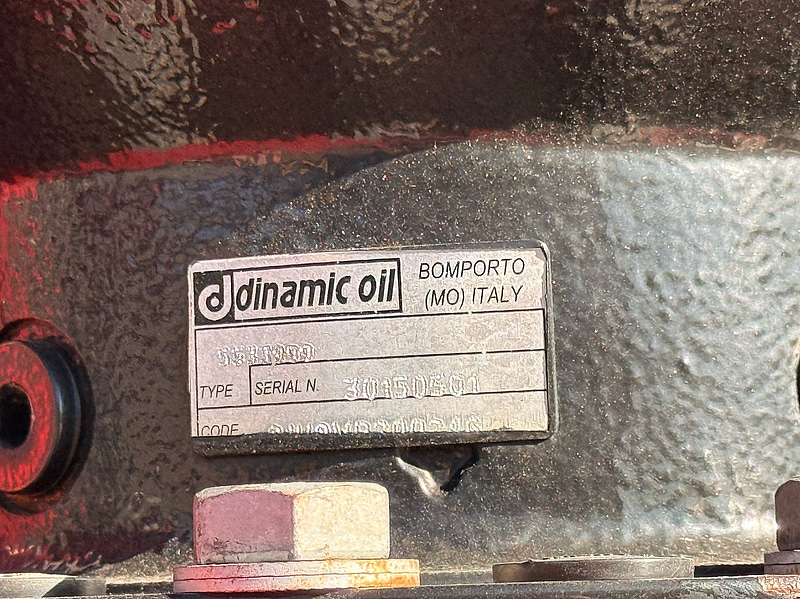 dinamic oil
BOMPORTO
(MO) ITALY
TYPE
SERIAL N. 30150501
CODE